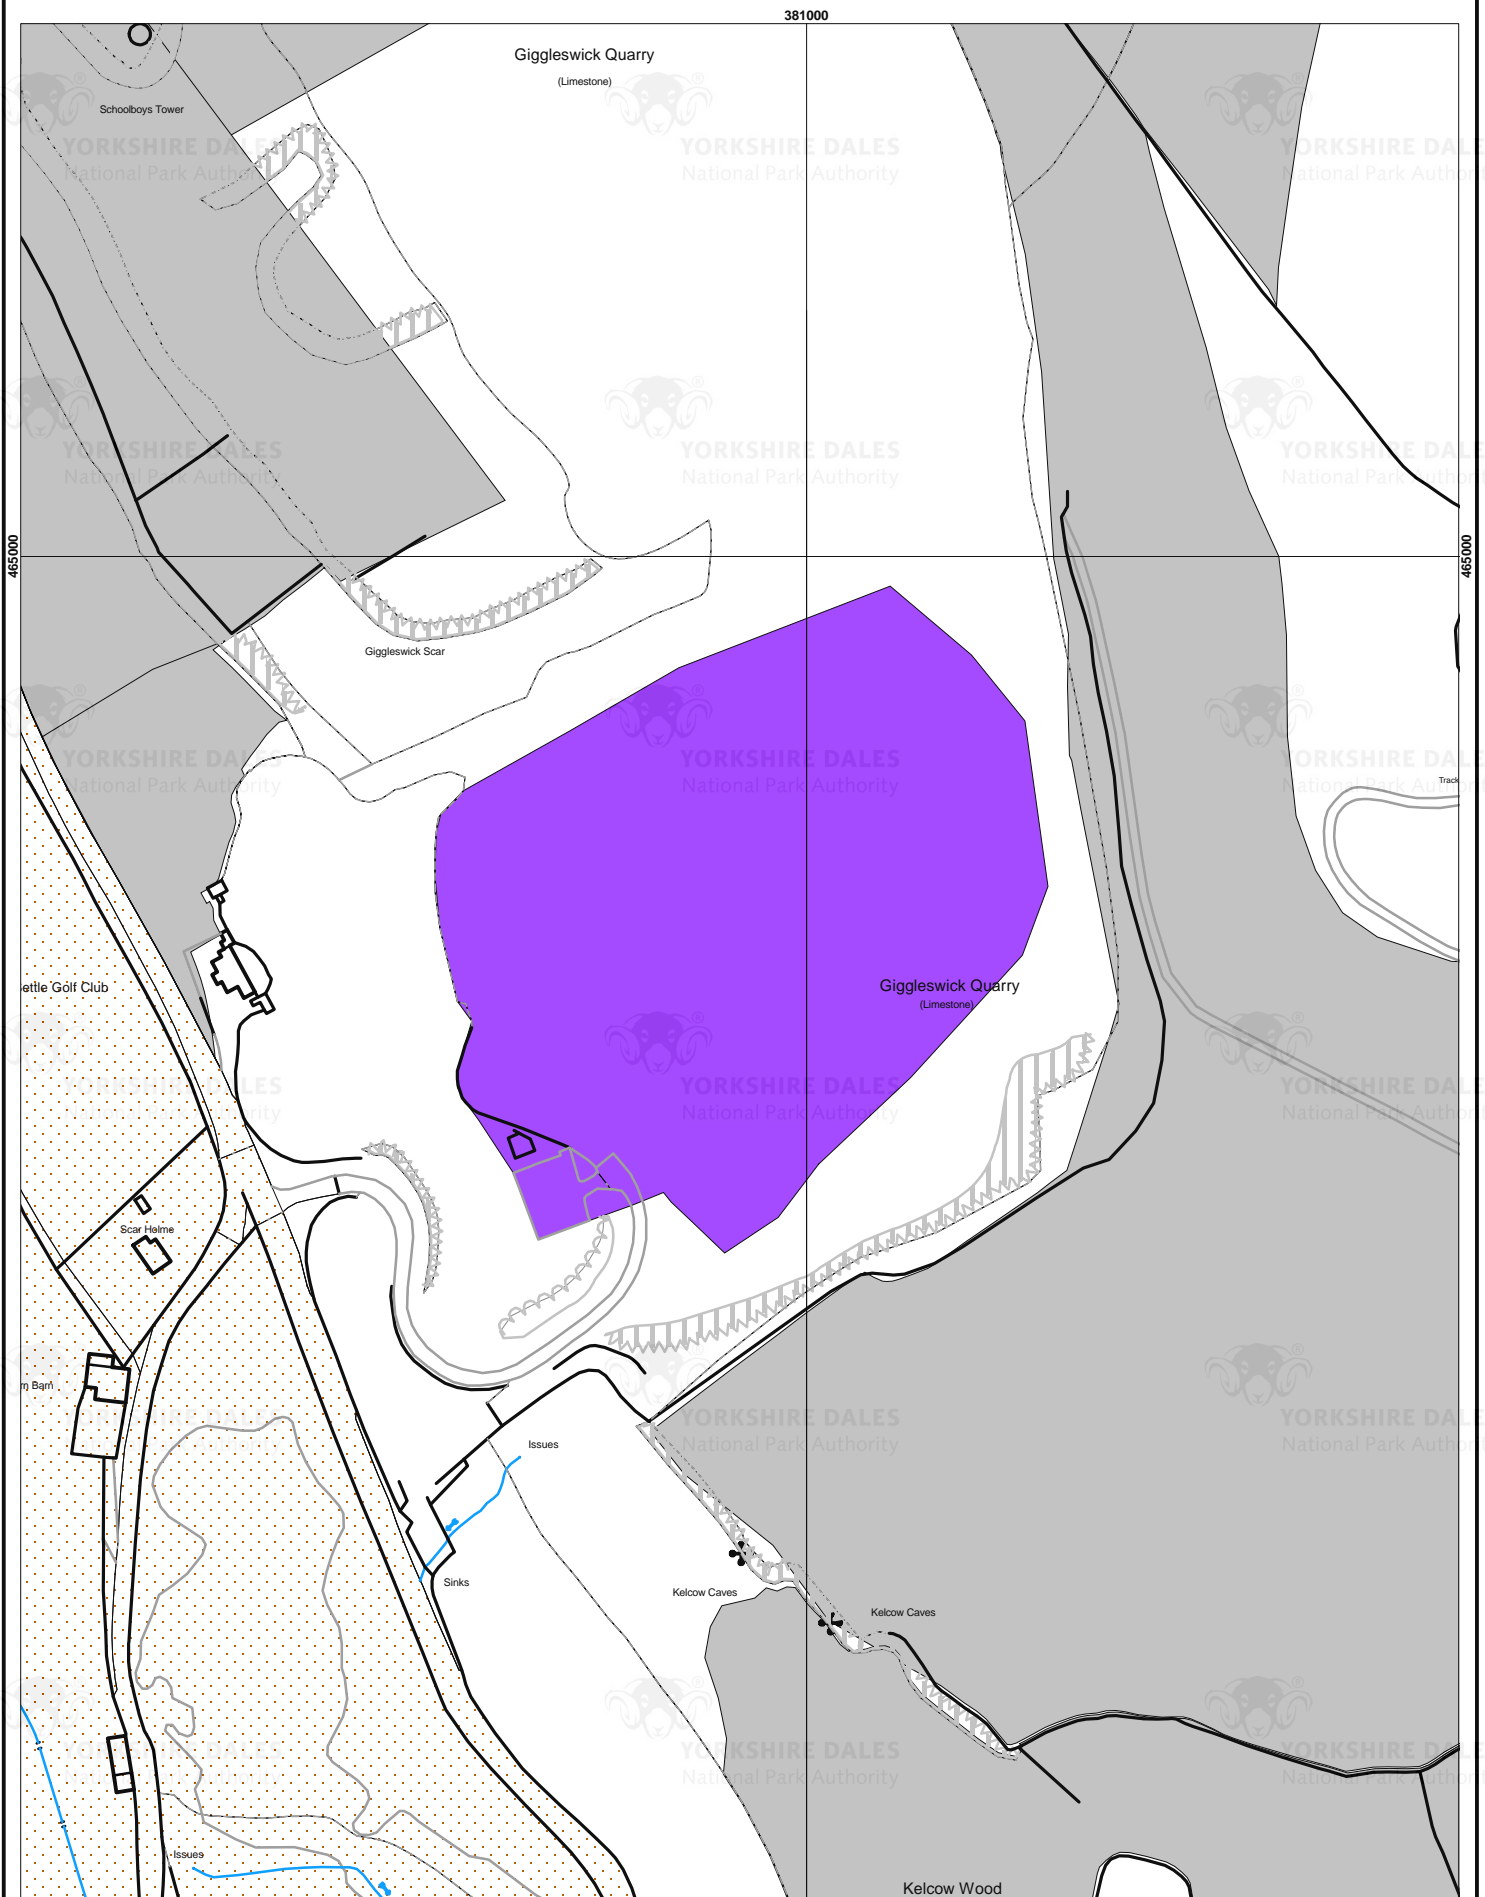 381000
Giggleswick Quarry
(Limestone)
Schoolboys Tower
465000
465000
Giggleswick Scar
Track
ettle Golf Club
Giggleswick Quarry
(Limestone)
Scar Holme
n Barn
Issues
Sinks
Kelcow Caves
Kelcow Caves
Issues
Kelcow Wood
YORKSHIRE DALES
National Park Authority